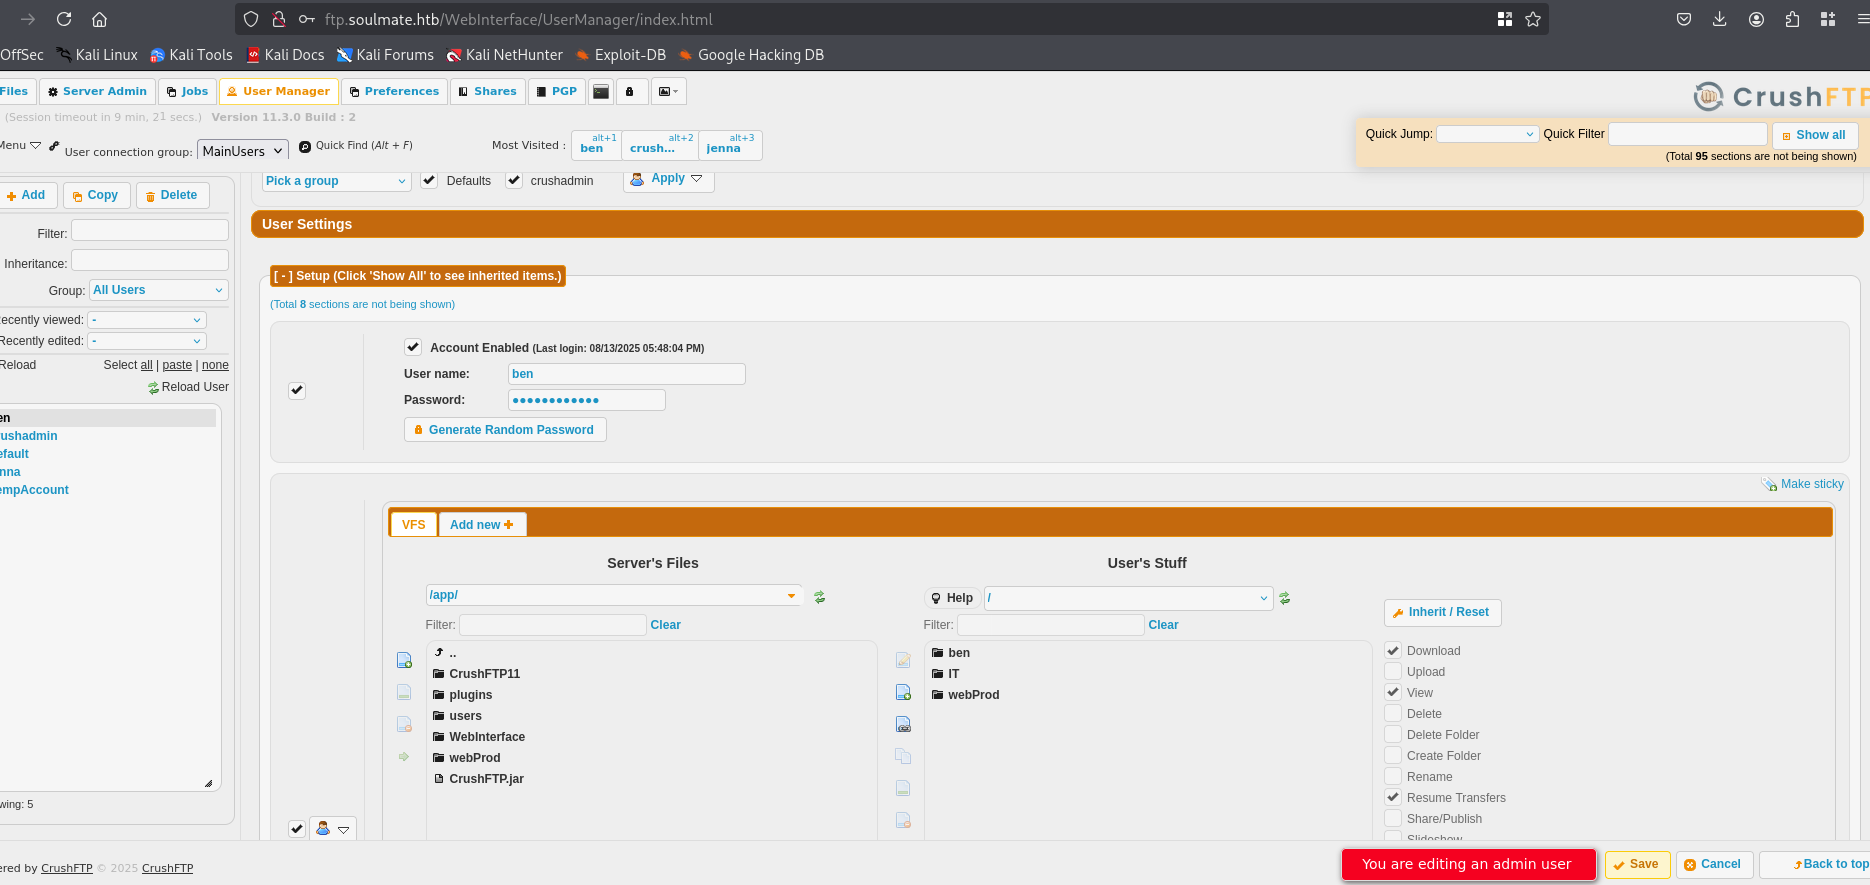 ftp.soulmate.htb/WebInterface/UserManager/index.html
OffSec Kali Linux Kali Tools Kali Docs Kali Forums Kali NetHunter Exploit-DB Google Hacking DB
Files Server Admin Jobs User Manager Preferences Shares PGP
CrushFTP
(Session timeout in 9 min, 21 secs.) Version 11.3.0 Build : 2
Quick Jump: Quick Filter Show all
(Total 95 sections are not being shown)
Menu User connection group: MainUsers Quick Find (Alt + F) Most Visited : alt+1 ben alt+2 crush... alt+3 jenna
Pick a group Defaults crushadmin Apply
Add Copy Delete
Filter:
Inheritance:
Group: All Users
ecently viewed: -
Recently edited: -
Reload Select all | paste | none
Reload User
en
rushadmin
efault
nna
empAccount
wing: 5
User Settings
[ - ] Setup (Click 'Show All' to see inherited items.)
(Total 8 sections are not being shown)
Account Enabled (Last login: 08/13/2025 05:48:04 PM)
User name: ben
Password: ••••••••••••
Generate Random Password
Make sticky
VFS Add new
Server's Files
/app/
Filter: Clear
..
CrushFTP11
plugins
users
WebInterface
webProd
CrushFTP.jar
User's Stuff
Help /
Filter: Clear
ben
IT
webProd
Inherit / Reset
Download
Upload
View
Delete
Delete Folder
Create Folder
Rename
Resume Transfers
Share/Publish
Slideshow
ered by CrushFTP © 2025 CrushFTP
You are editing an admin user Save Cancel Back to top